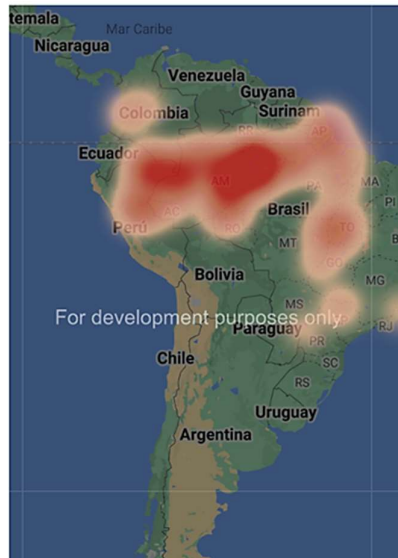 temala
Mar Caribe
Nicaragua
Venezuela
Guyana
Colombia
Surinam
RR
AP
Ecuador
AM
PA
MA
PI
AC
Perú
RO
Brasil
TO
MT
GO
Bolivia
MG
MS
For development purposes only
Paraguay
RJ
PR
Chile
SC
RS
Uruguay
Argentina